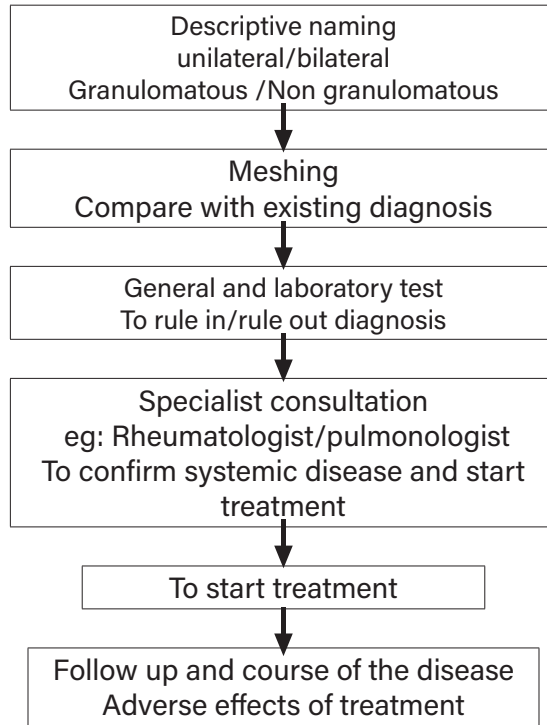 Descriptive naming
unilateral/bilateral
Granulomatous /Non granulomatous
Meshing
Compare with existing diagnosis
General and laboratory test
To rule in/rule out diagnosis
Specialist consultation
eg: Rheumatologist/pulmonologist
To confirm systemic disease and start
treatment
To start treatment
Follow up and course of the disease
Adverse effects of treatment